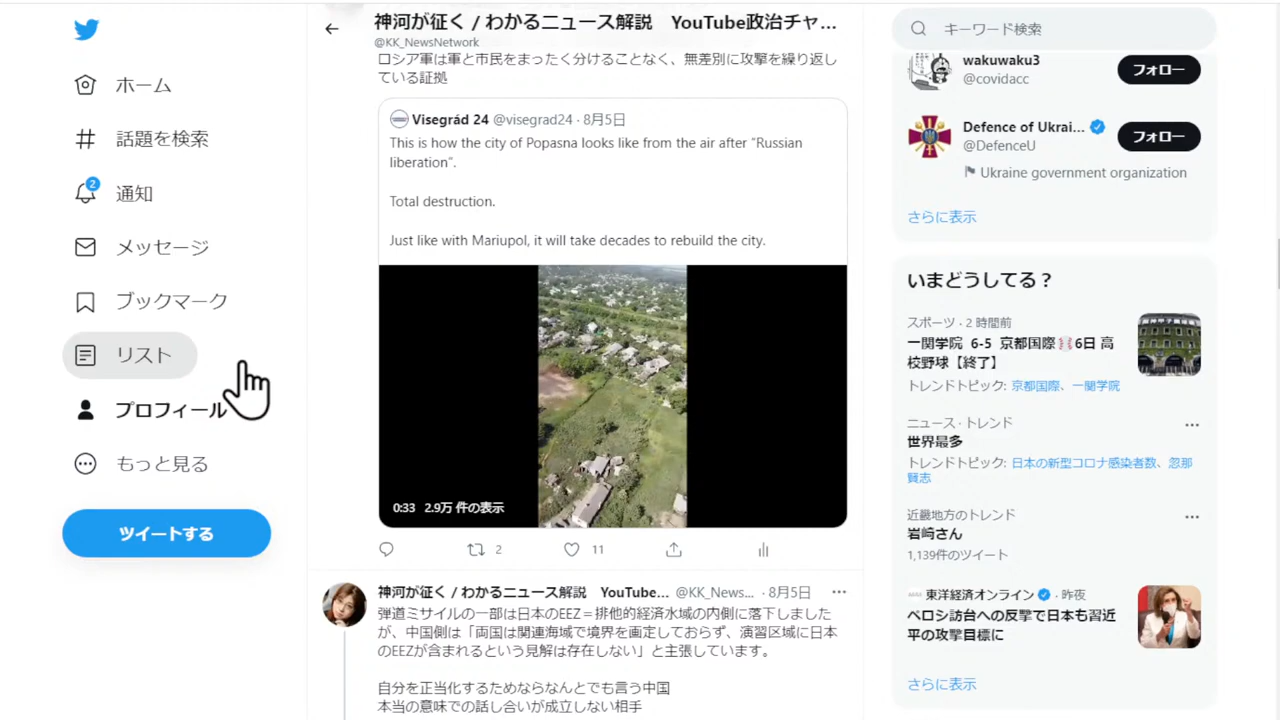 ホーム
話題を検索
2
通知
メッセージ
ブックマーク
リスト
プロフィール
もっと見る
ツイートする
神河が征く / わかるニュース解説 YouTube政治チャ...
@KK_NewsNetwork
ロシア軍は軍と市民をまったく分けることなく、無差別に攻撃を繰り返し
ている証拠
Visegrád 24 @visegrad24 · 8月5日
This is how the city of Popasna looks like from the air after “Russian
liberation”.
Total destruction.
Just like with Mariupol, it will take decades to rebuild the city.
0:33 2.9万 件の表示
2
11
神河が征く / わかるニュース解説 YouTube... @KK_News... · 8月5日
弾道ミサイルの一部は日本のEEZ＝排他的経済水域の内側に落下しました
が、中国側は「両国は関連海域で境界を画定しておらず、演習区域に日本
のEEZが含まれるという見解は存在しない」と主張しています。
自分を正当化するためならなんとでも言う中国
本当の意味での話し合いが成立しない相手
キーワード検索
wakuwaku3
@covidacc
フォロー
Defence of Ukrai...
@DefenceU
フォロー
Ukraine government organization
さらに表示
いまどうしてる？
スポーツ · 2 時間前
一関学院 6-5 京都国際⚾6日 高
校野球【終了】
トレンドトピック: 京都国際、一関学院
ニュース · トレンド
世界最多
トレンドトピック: 日本の新型コロナ感染者数、忽那
賢志
近畿地方のトレンド
岩崎さん
1,139件のツイート
東洋経済オンライン · 昨夜
ペロシ訪台への反撃で日本も習近
平の攻撃目標に
さらに表示